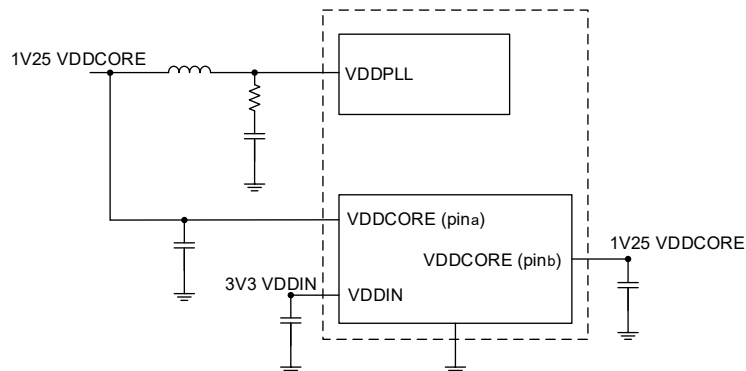 1V25 VDDCORE
VDDPLL
VDDCORE (pina)
1V25 VDDCORE
VDDCORE (pinb)
3V3 VDDIN
VDDIN